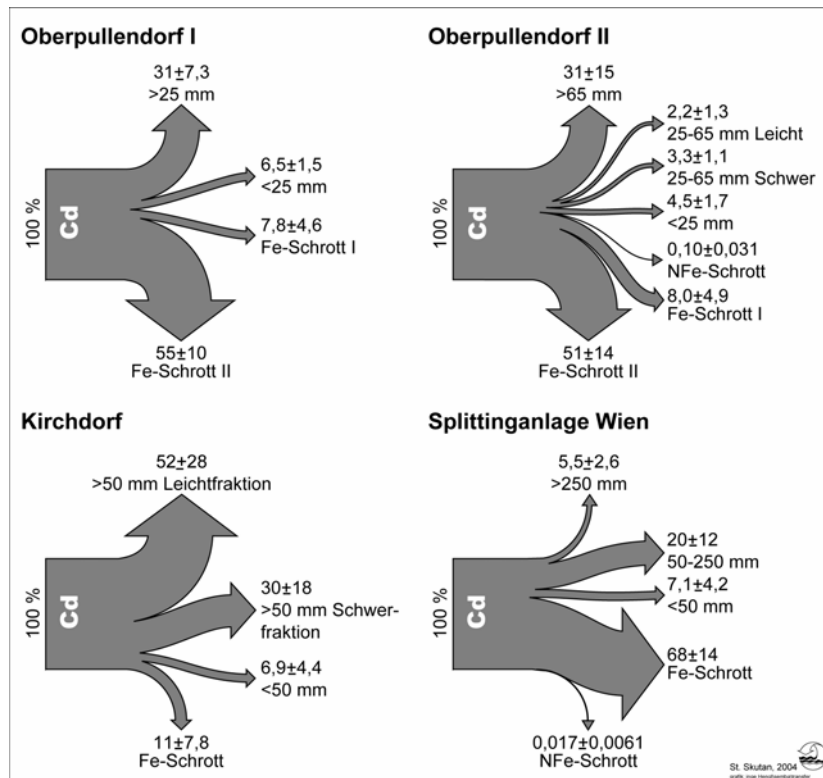 Oberpullendorf I
31±7,3
>25 mm
6,5±1,5
<25 mm
7,8±4,6
Fe-Schrott I
55±10
Fe-Schrott II
100 %
Cd
Oberpullendorf II
31±15
>65 mm
2,2±1,3
25-65 mm Leicht
3,3±1,1
25-65 mm Schwer
4,5±1,7
<25 mm
0,10±0,031
NFe-Schrott
8,0±4,9
Fe-Schrott I
51±14
Fe-Schrott II
100 %
Cd
Kirchdorf
52±28
>50 mm Leichtfraktion
30±18
>50 mm Schwer-
fraktion
6,9±4,4
<50 mm
11±7,8
Fe-Schrott
100 %
Cd
Splittinganlage Wien
5,5±2,6
>250 mm
20±12
50-250 mm
7,1±4,2
<50 mm
68±14
Fe-Schrott
0,017±0,0061
NFe-Schrott
100 %
Cd
St. Skutan, 2004